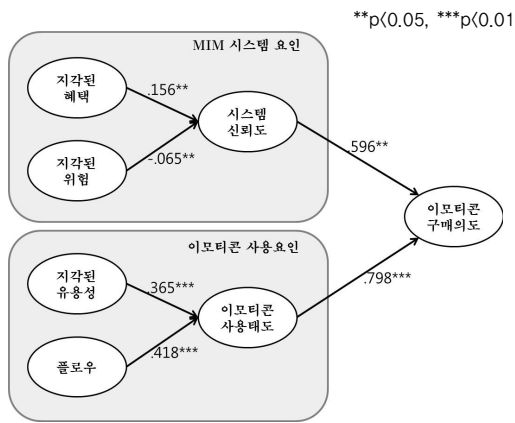 **p<0.05, ***p<0.01
MIM 시스템 요인
지각된
혜택
.156**
시스템
신뢰도
지각된
위험
-.065**
.596**
이모티콘
구매의도
이모티콘 사용요인
지각된
유용성
.365***
이모티콘
사용태도
.798***
플로우
.418***